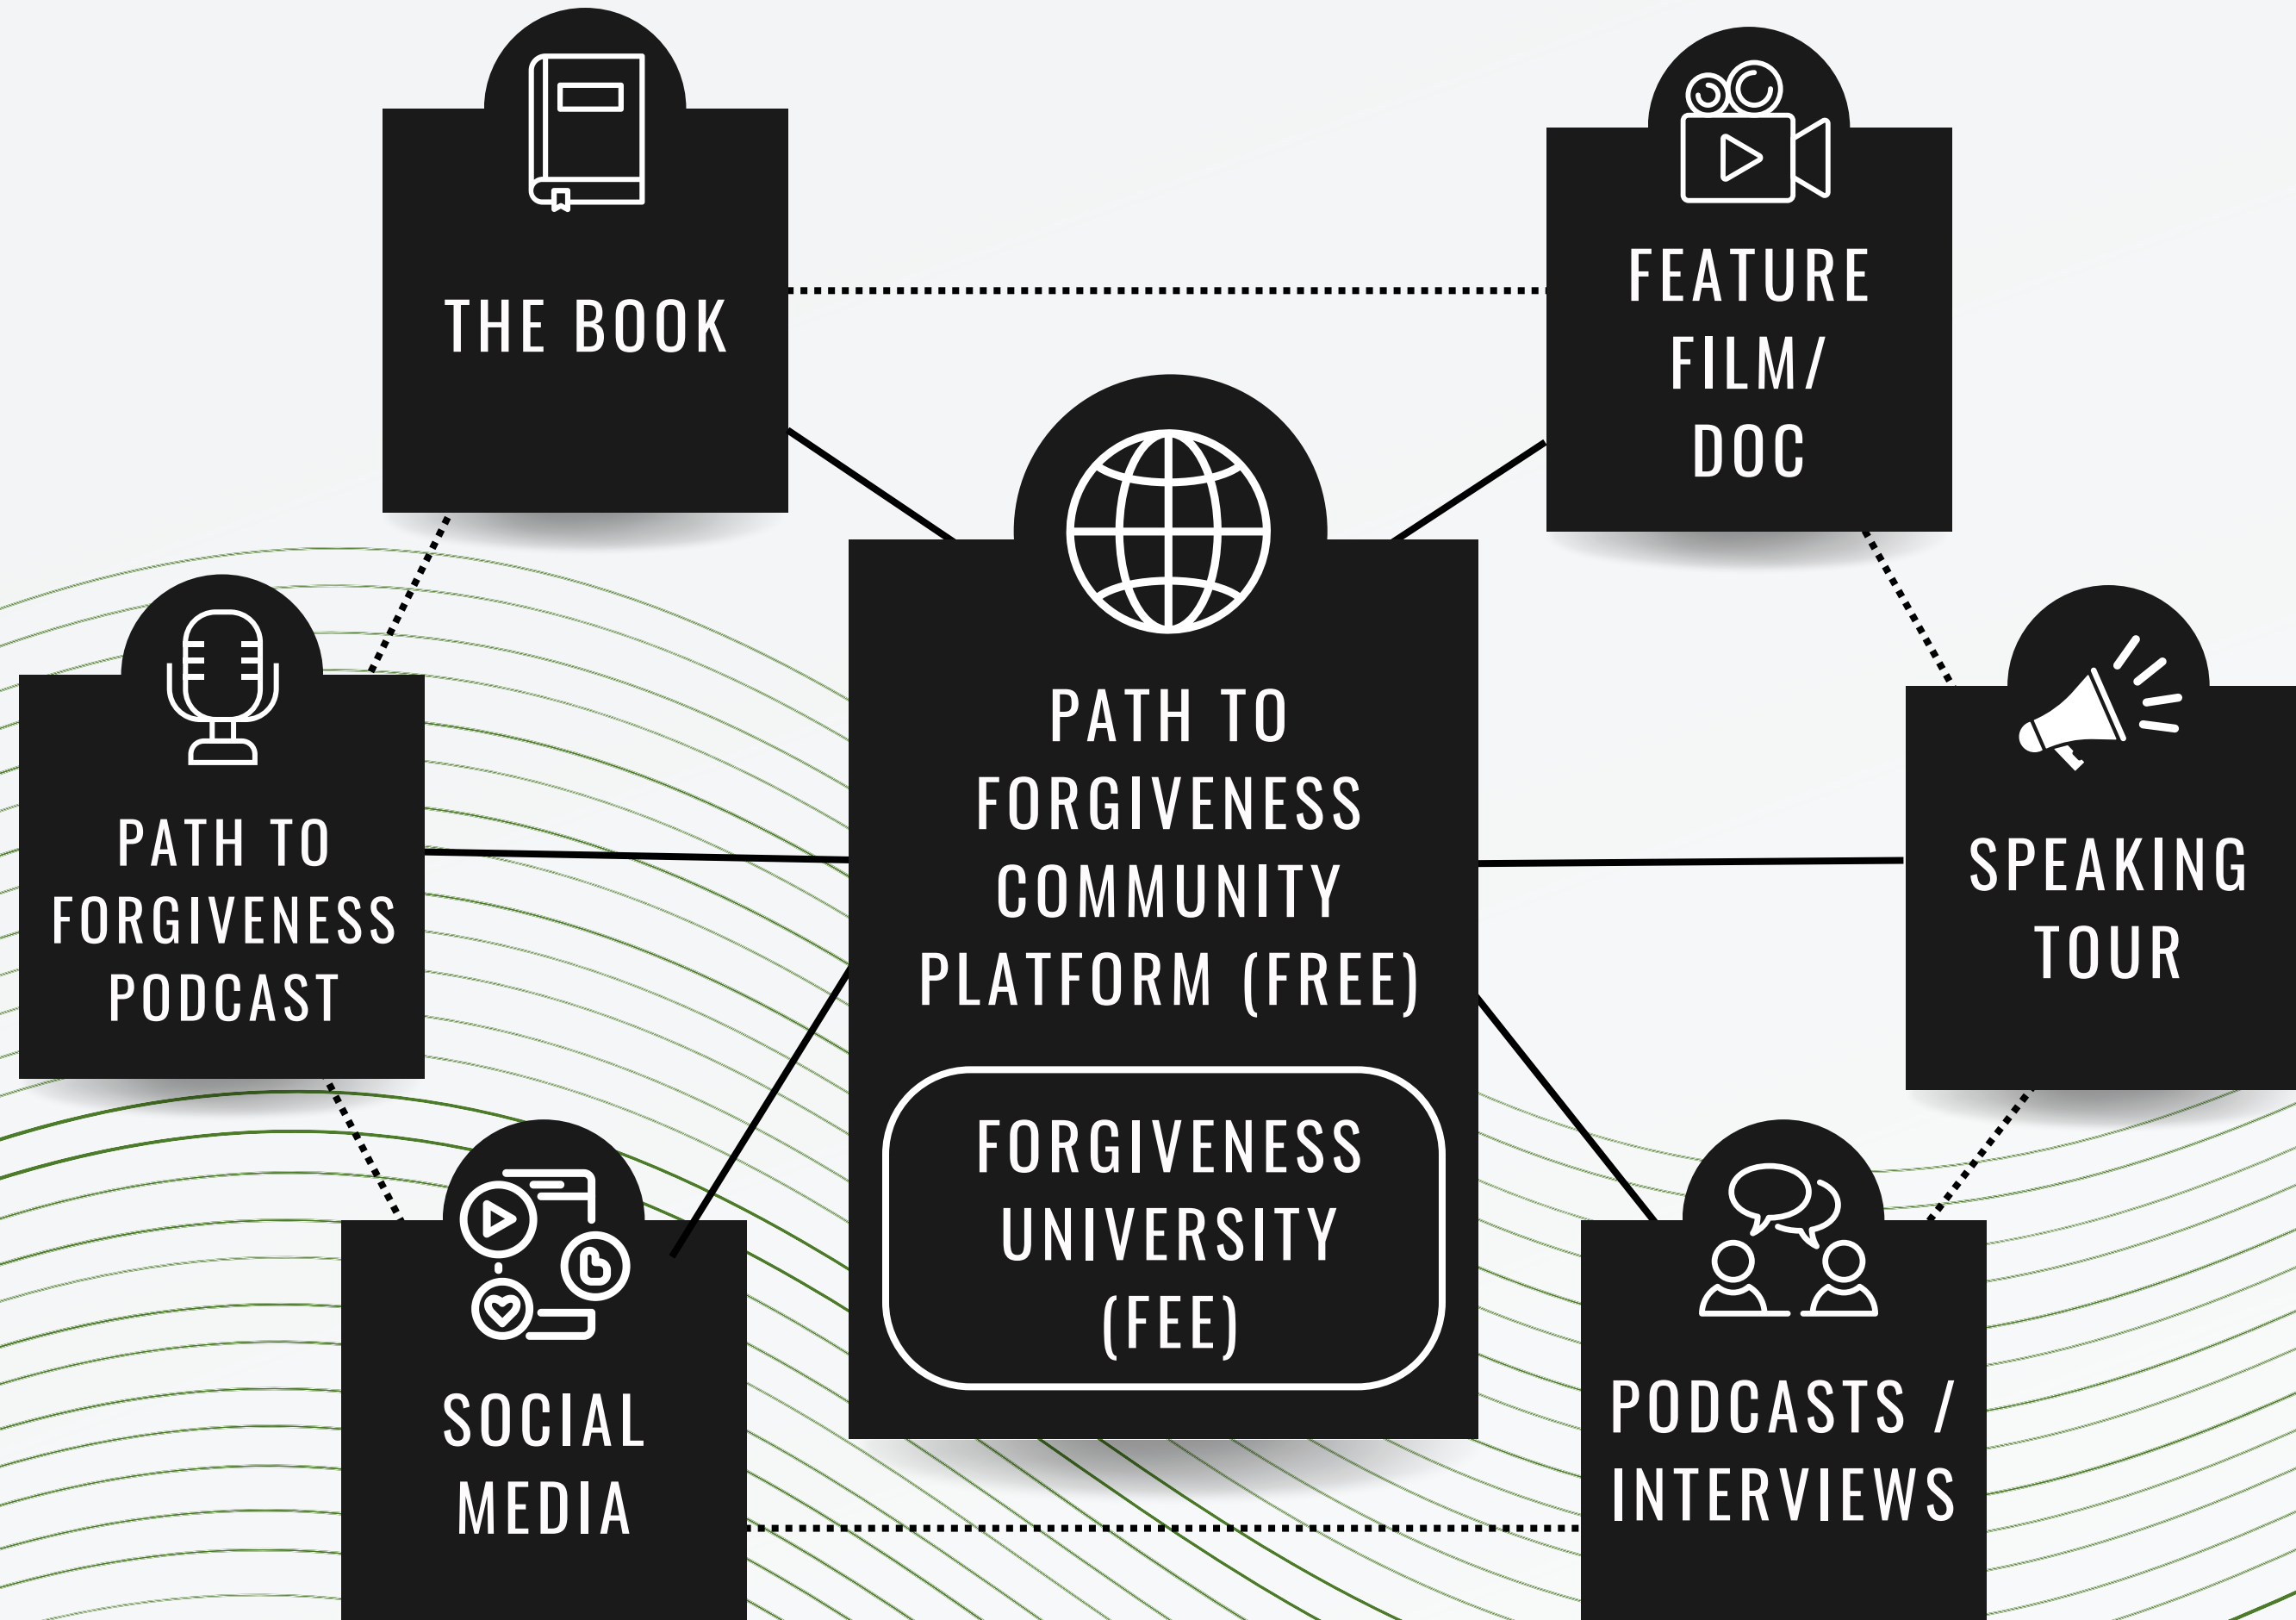 THE BOOK
FEATURE
FILM/
DOC
PATH TO
FORGIVENESS
COMMUNITY
PLATFORM (FREE)
FORGIVENESS
UNIVERSITY
(FEE)
PATH TO
FORGIVENESS
PODCAST
SPEAKING
TOUR
SOCIAL
MEDIA
PODCASTS /
INTERVIEWS